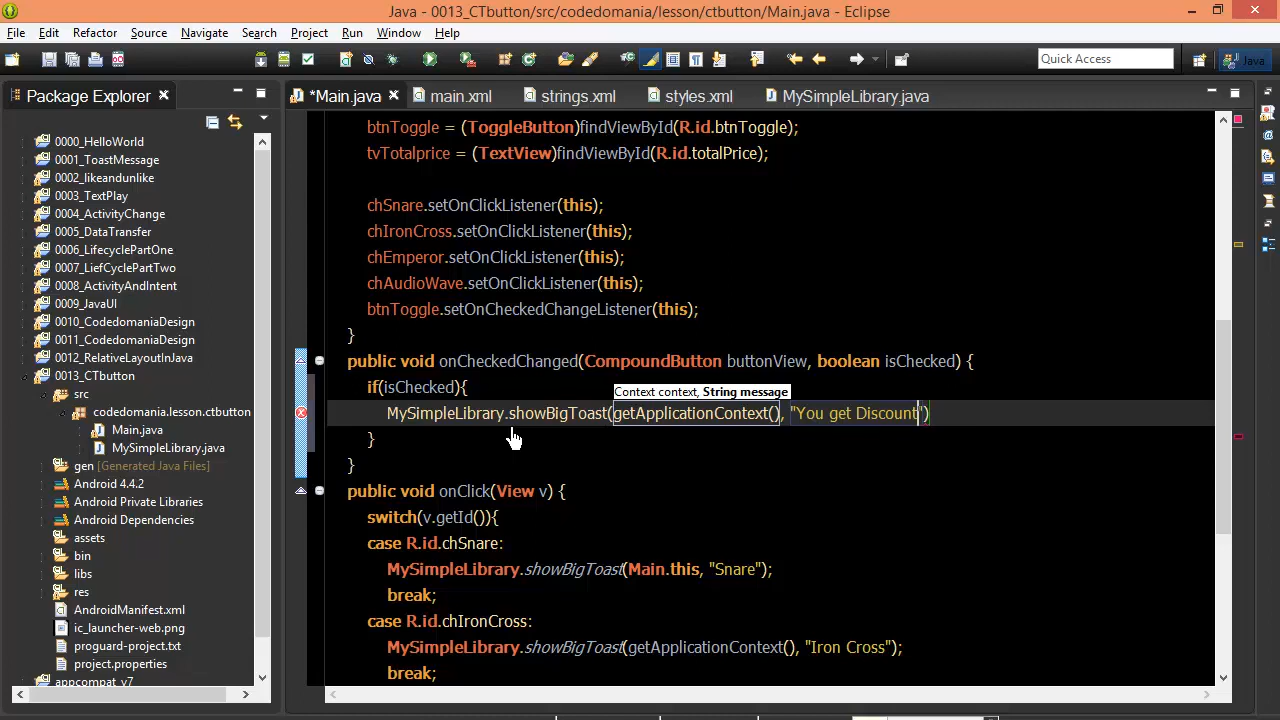 Java - 0013_CTbutton/src/codedomania/lesson/ctbutton/Main.java - Eclipse
File Edit Refactor Source Navigate Search Project Run Window Help
Quick Access
Java
Package Explorer
*Main.java main.xml strings.xml styles.xml MySimpleLibrary.java
0000_HelloWorld
0001_ToastMessage
0002_likeandunlike
0003_TextPlay
0004_ActivityChange
0005_DataTransfer
0006_LifecyclePartOne
0007_LiefCyclePartTwo
0008_ActivityAndIntent
0009_JavaUI
0010_CodedomaniaDesign
0011_CodedomaniaDesign
0012_RelativeLayoutInJava
0013_CTbutton
src
codedomania.lesson.ctbutton
Main.java
MySimpleLibrary.java
gen [Generated Java Files]
Android 4.4.2
Android Private Libraries
Android Dependencies
assets
bin
libs
res
AndroidManifest.xml
ic_launcher-web.png
proguard-project.txt
project.properties
appcompat_v7
btnToggle = (ToggleButton)findViewById(R.id.btnToggle);
tvTotalprice = (TextView)findViewById(R.id.totalPrice);
chSnare.setOnClickListener(this);
chIronCross.setOnClickListener(this);
chEmperor.setOnClickListener(this);
chAudioWave.setOnClickListener(this);
btnToggle.setOnCheckedChangeListener(this);
}
public void onCheckedChanged(CompoundButton buttonView, boolean isChecked) {
if(isChecked){
Context context, String message
MySimpleLibrary.showBigToast(getApplicationContext(), "You get Discount")
}
}
public void onClick(View v) {
switch(v.getId()){
case R.id.chSnare:
MySimpleLibrary.showBigToast(Main.this, "Snare");
break;
case R.id.chIronCross:
MySimpleLibrary.showBigToast(getApplicationContext(), "Iron Cross");
break;